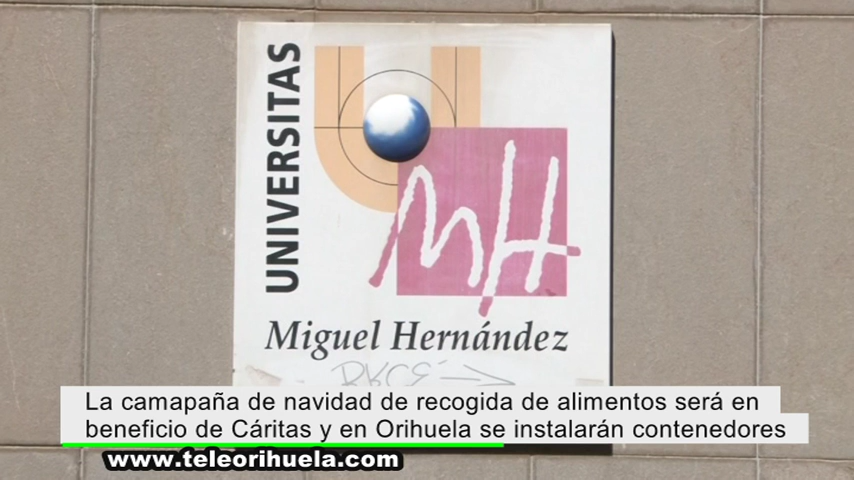 UNIVERSITAS
MH
Miguel Hernández
La camapaña de navidad de recogida de alimentos será en
beneficio de Cáritas y en Orihuela se instalarán contenedores
www.teleorihuela.com